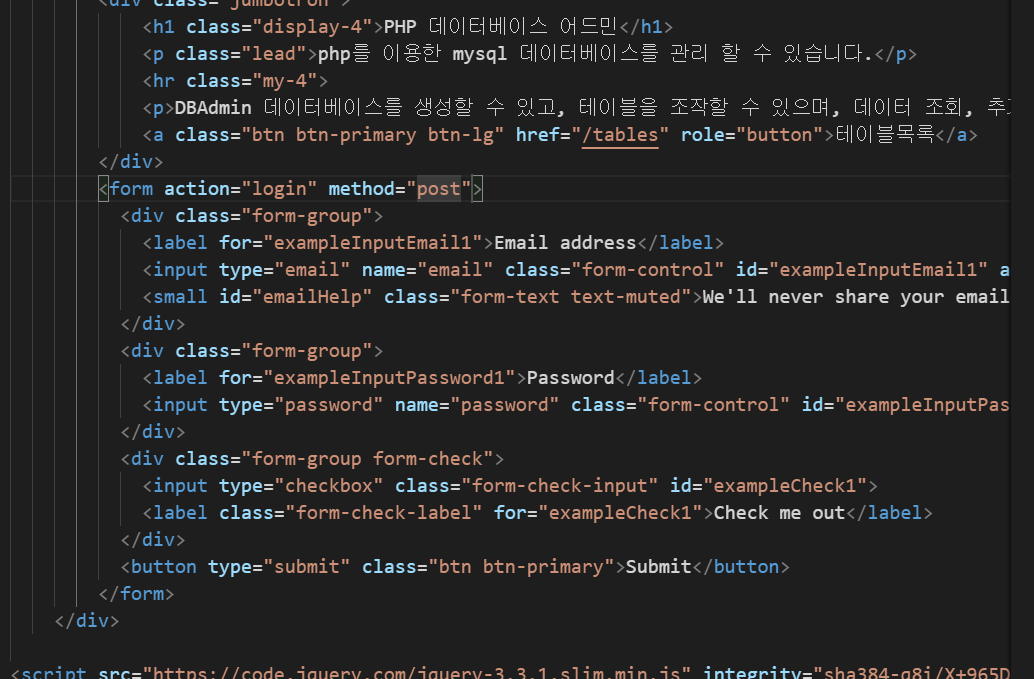 <div class="jumbotron">
<h1 class="display-4">PHP 데이터베이스 어드민</h1>
<p class="lead">php를 이용한 mysql 데이터베이스를 관리 할 수 있습니다.</p>
<hr class="my-4">
<p>DBAdmin 데이터베이스를 생성할 수 있고, 테이블을 조작할 수 있으며, 데이터 조회, 추
<a class="btn btn-primary btn-lg" href="/tables" role="button">테이블목록</a>
</div>
<form action="login" method="post">
<div class="form-group">
<label for="exampleInputEmail1">Email address</label>
<input type="email" name="email" class="form-control" id="exampleInputEmail1" a
<small id="emailHelp" class="form-text text-muted">We'll never share your email
</div>
<div class="form-group">
<label for="exampleInputPassword1">Password</label>
<input type="password" name="password" class="form-control" id="exampleInputPas
</div>
<div class="form-group form-check">
<input type="checkbox" class="form-check-input" id="exampleCheck1">
<label class="form-check-label" for="exampleCheck1">Check me out</label>
</div>
<button type="submit" class="btn btn-primary">Submit</button>
</form>
</div>
<script src="https://code.jquery.com/jquery-3.3.1.slim.min.js" integrity="sha384-q8i/X+965D